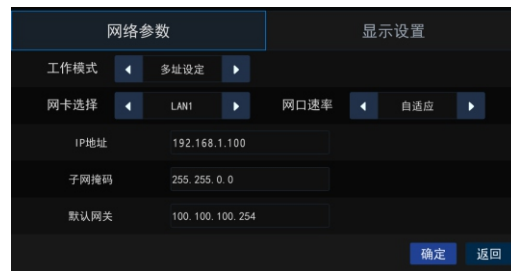 网络参数 显示设置
工作模式 多址设定
网卡选择 LAN1 网口速率 自适应
IP地址 192.168.1.100
子网掩码 255.255.0.0
默认网关 100.100.100.254
确定 返回